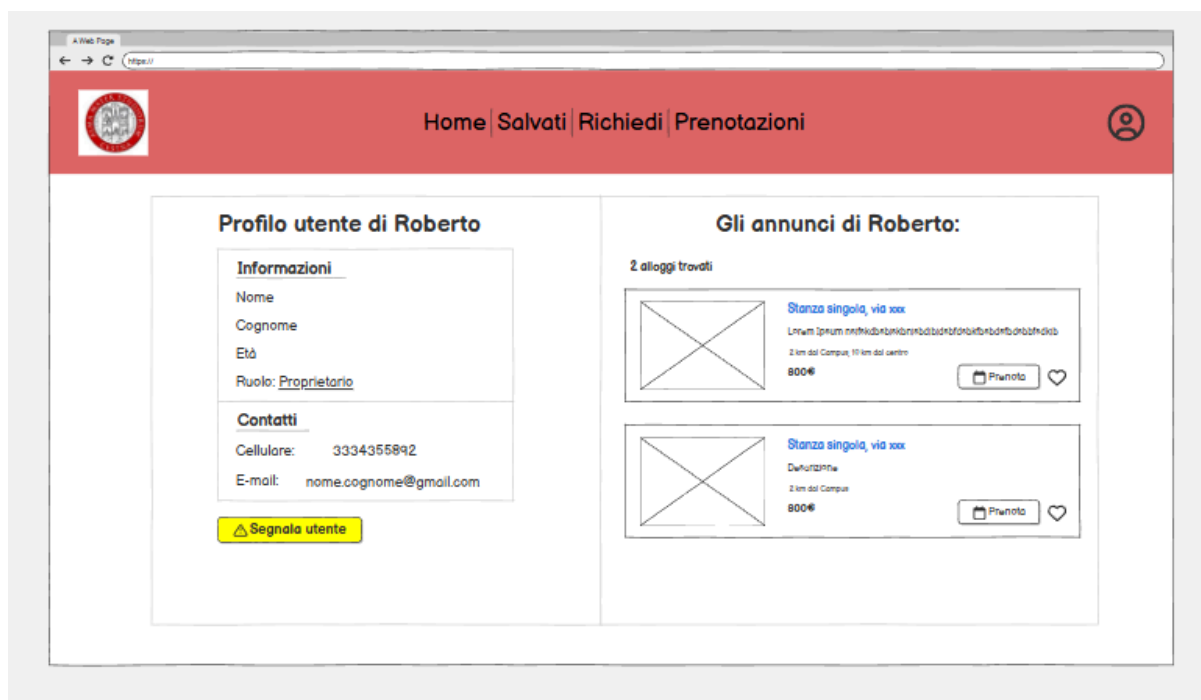 A Web Page
https://
Home Salvati Richiedi Prenotazioni
Profilo utente di Roberto
Informazioni
Nome
Cognome
Età
Ruolo: Proprietario
Contatti
Cellulare: 3334355892
E-mail: nome.cognome@gmail.com
Segnala utente
Gli annunci di Roberto:
2 alloggi trovati
Stanza singola, via xxx
Lorem Ipsum
2 km dal Campus, 10 km dal centro
800€
Prenota
Stanza singola, via xxx
2 km dal Campus
800€
Prenota